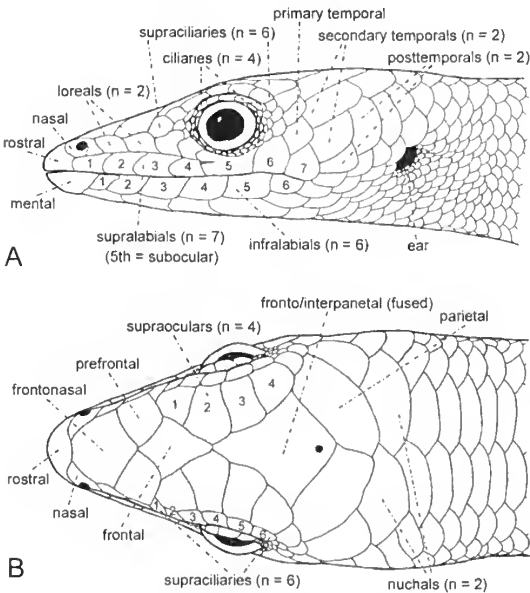 primary temporal
supraciliaries (n = 6)
secondary temporals (n = 2)
ciliaries (n = 4)
posttemporals (n = 2)
loreals (n = 2)
nasal
rostral
1 2 3 4 5 6 7
1 2 3 4 5 6
mental
supralabials (n = 7)
(5th = subocular)
infralabials (n = 6)
ear
A
fronto/interpanetal (fused)
supraoculars (n = 4)
parietal
prefrontal
frontonasal
1 2 3 4
rostral
nasal
frontal
1 2 3 4 5 6
B
supraciliaries (n = 6)
nuchals (n = 2)